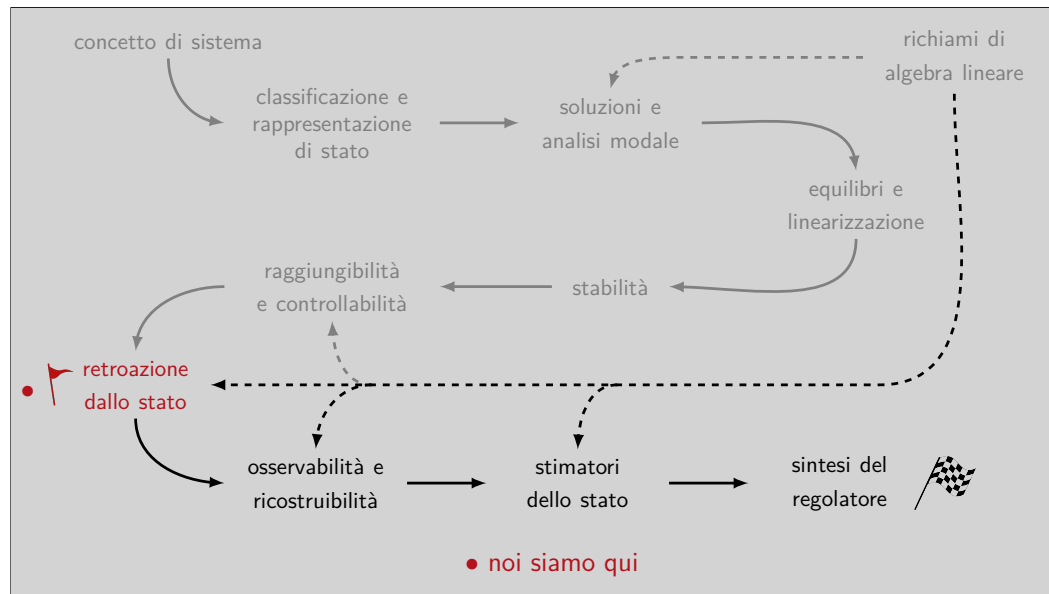 concetto di sistema
richiami di
algebra lineare
classificazione e
rappresentazione
di stato
soluzioni e
analisi modale
equilibri e
linearizzazione
raggiungibilità
e controllabilità
stabilità
retroazione
dallo stato
osservabilità e
ricostruibilità
stimatori
dello stato
sintesi del
regolatore
• noi siamo qui